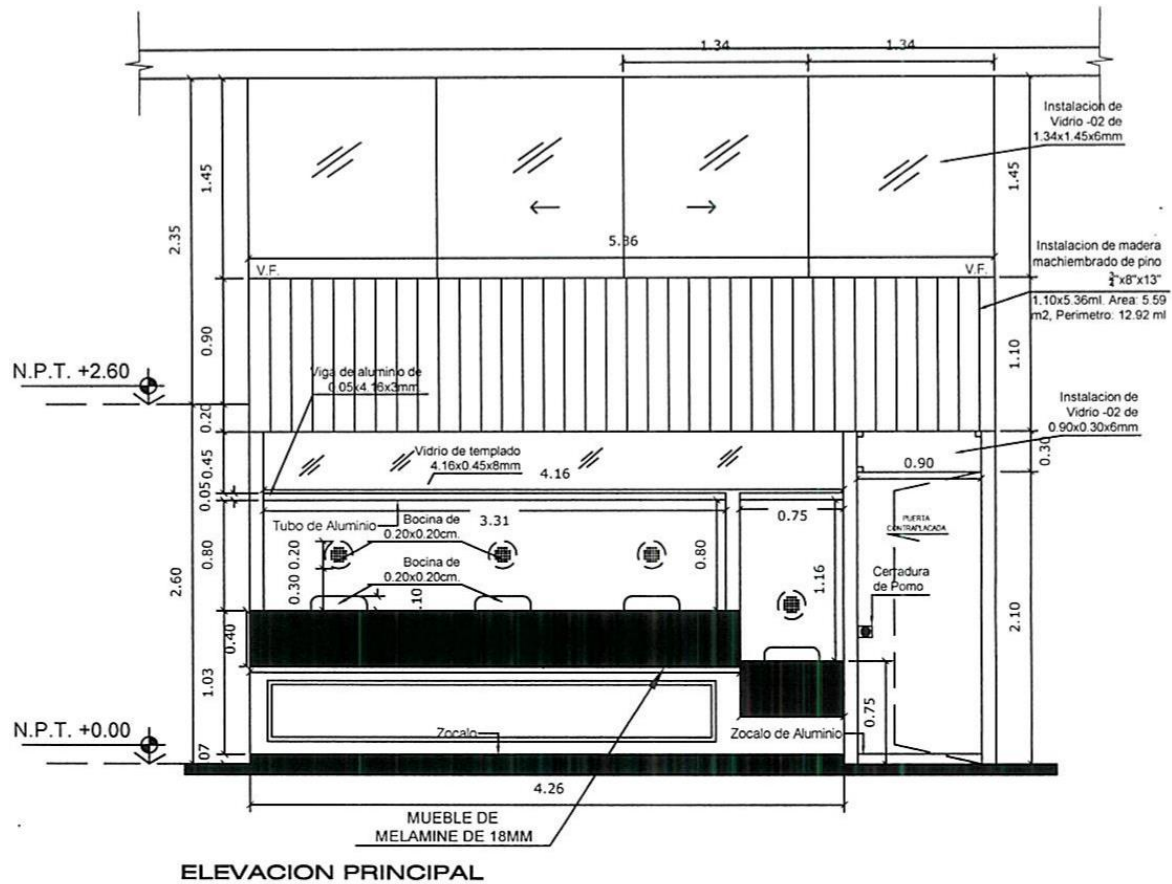 1.34
1.34
Instalacion de
Vidrio -02 de
1.34x1.45x6mm
1.45
1.45
2.35
5.36
V.F.
V.F.
Instalacion de madera
machiembrado de pino
3/4"x8"x13"
1.10x5.36ml. Area: 5.59
m2, Perimetro: 12.92 ml
0.90
1.10
N.P.T. +2.60
Viga de aluminio de
0.05x4.16x3mm
0.20
Instalacion de
Vidrio -02 de
0.90x0.30x6mm
Vidrio de templado
4.16x0.45x8mm
4.16
0.45
0.90
0.30
0.05
Tubo de Aluminio
Bocina de
0.20x0.20cm.
3.31
0.75
PUERTA
CONTRAPLACADA
0.80
0.20
0.80
2.60
Bocina de
0.20x0.20cm.
0.30
.10
1.16
Cerradura
de Pomo
2.10
0.40
1.03
0.75
N.P.T. +0.00
Zocalo
Zocalo de Aluminio
07
4.26
MUEBLE DE
MELAMINE DE 18MM
ELEVACION PRINCIPAL